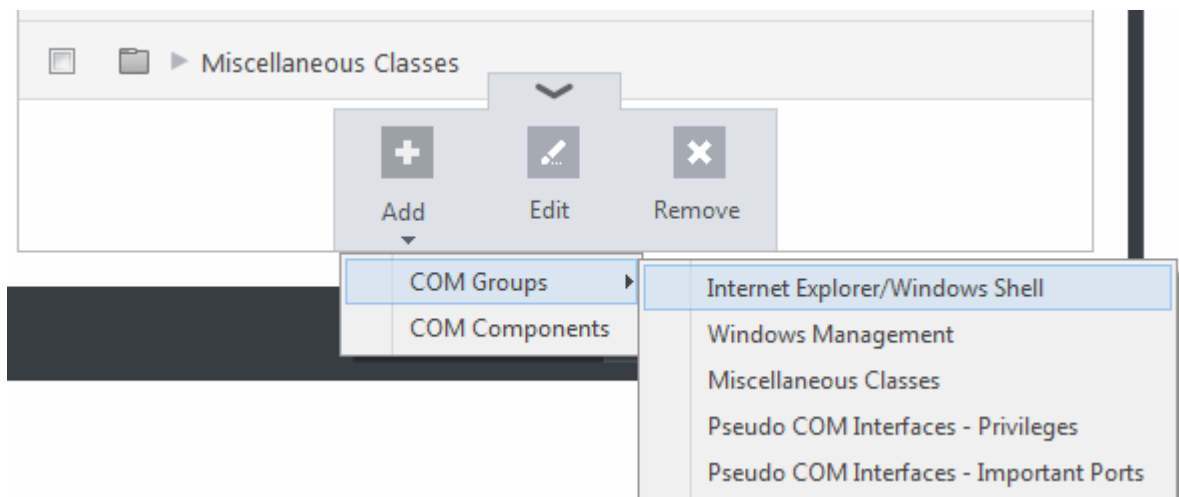 Miscellaneous Classes
Add Edit Remove
COM Groups
COM Components
Internet Explorer/Windows Shell
Windows Management
Miscellaneous Classes
Pseudo COM Interfaces - Privileges
Pseudo COM Interfaces - Important Ports